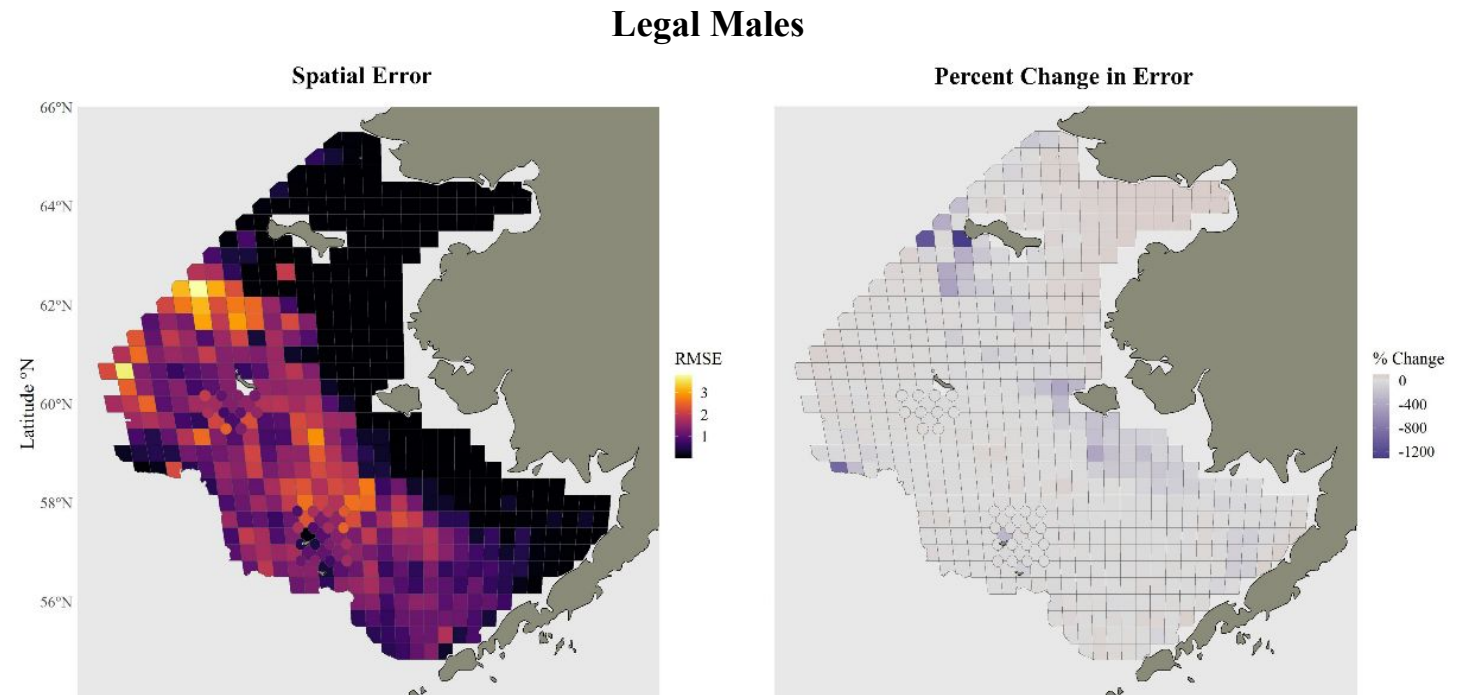 Legal Males
Spatial Error
Percent Change in Error
66°N
64°N
62°N
60°N
58°N
56°N
Latitude °N
RMSE
3
2
1
% Change
0
-400
-800
-1200